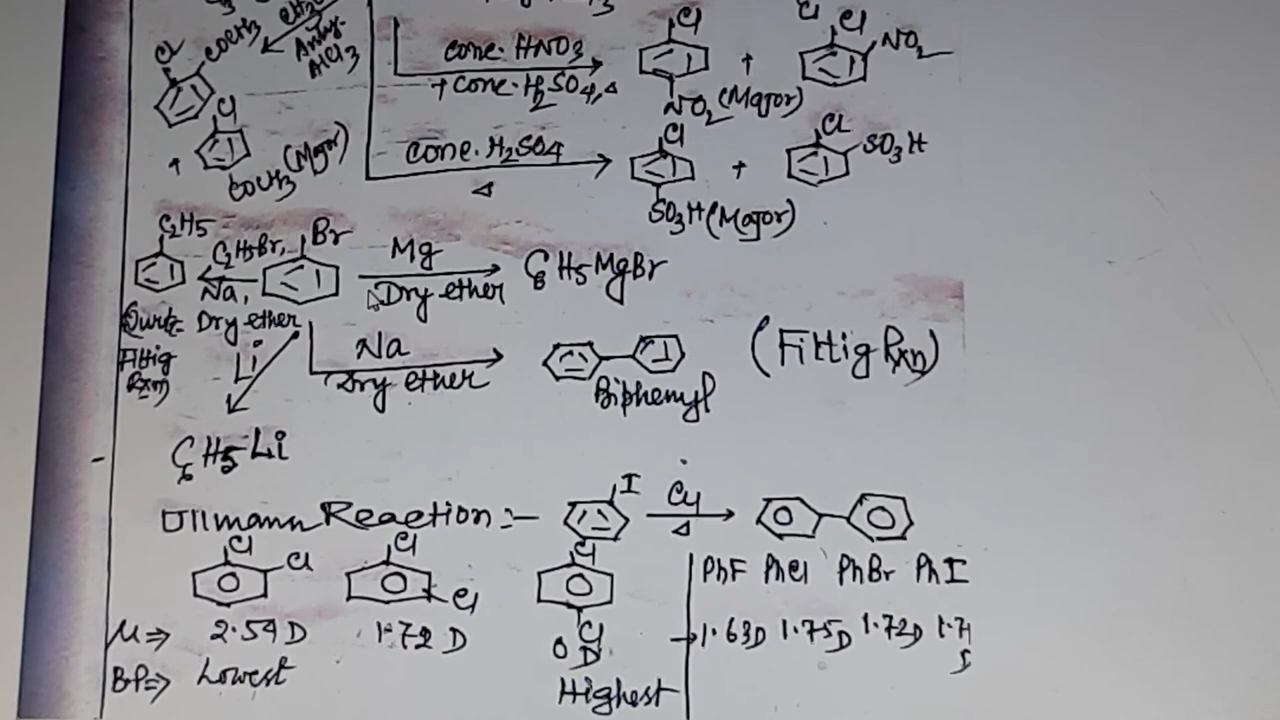 Cl
COCH3
Anhy.
AlCl3
Cl
+
COCH3 (Major)
conc. HNO3
+ conc. H2SO4, Δ
Cl
NO2 (Major)
+
Cl
NO2
conc. H2SO4
Δ
Cl
SO3H (Major)
+
Cl
SO3H
C2H5
C2H5Br,
Na,
Dry ether
Wurtz
Fittig
Rxn)
Br
Mg
Dry ether
C6H5MgBr
Li
C6H5Li
Na
Dry ether
Biphenyl
(Fittig Rxn)
Ullmann Reaction :-
I
Cu
Δ
Cl
Cl
Cl
Cl
Cl
Cl
PhF PhCl PhBr PhI
μ⇒ 2.54 D 1.72 D 0 D
→1.63D 1.75D 1.72D 1.71 D
BP⇒ Lowest Highest